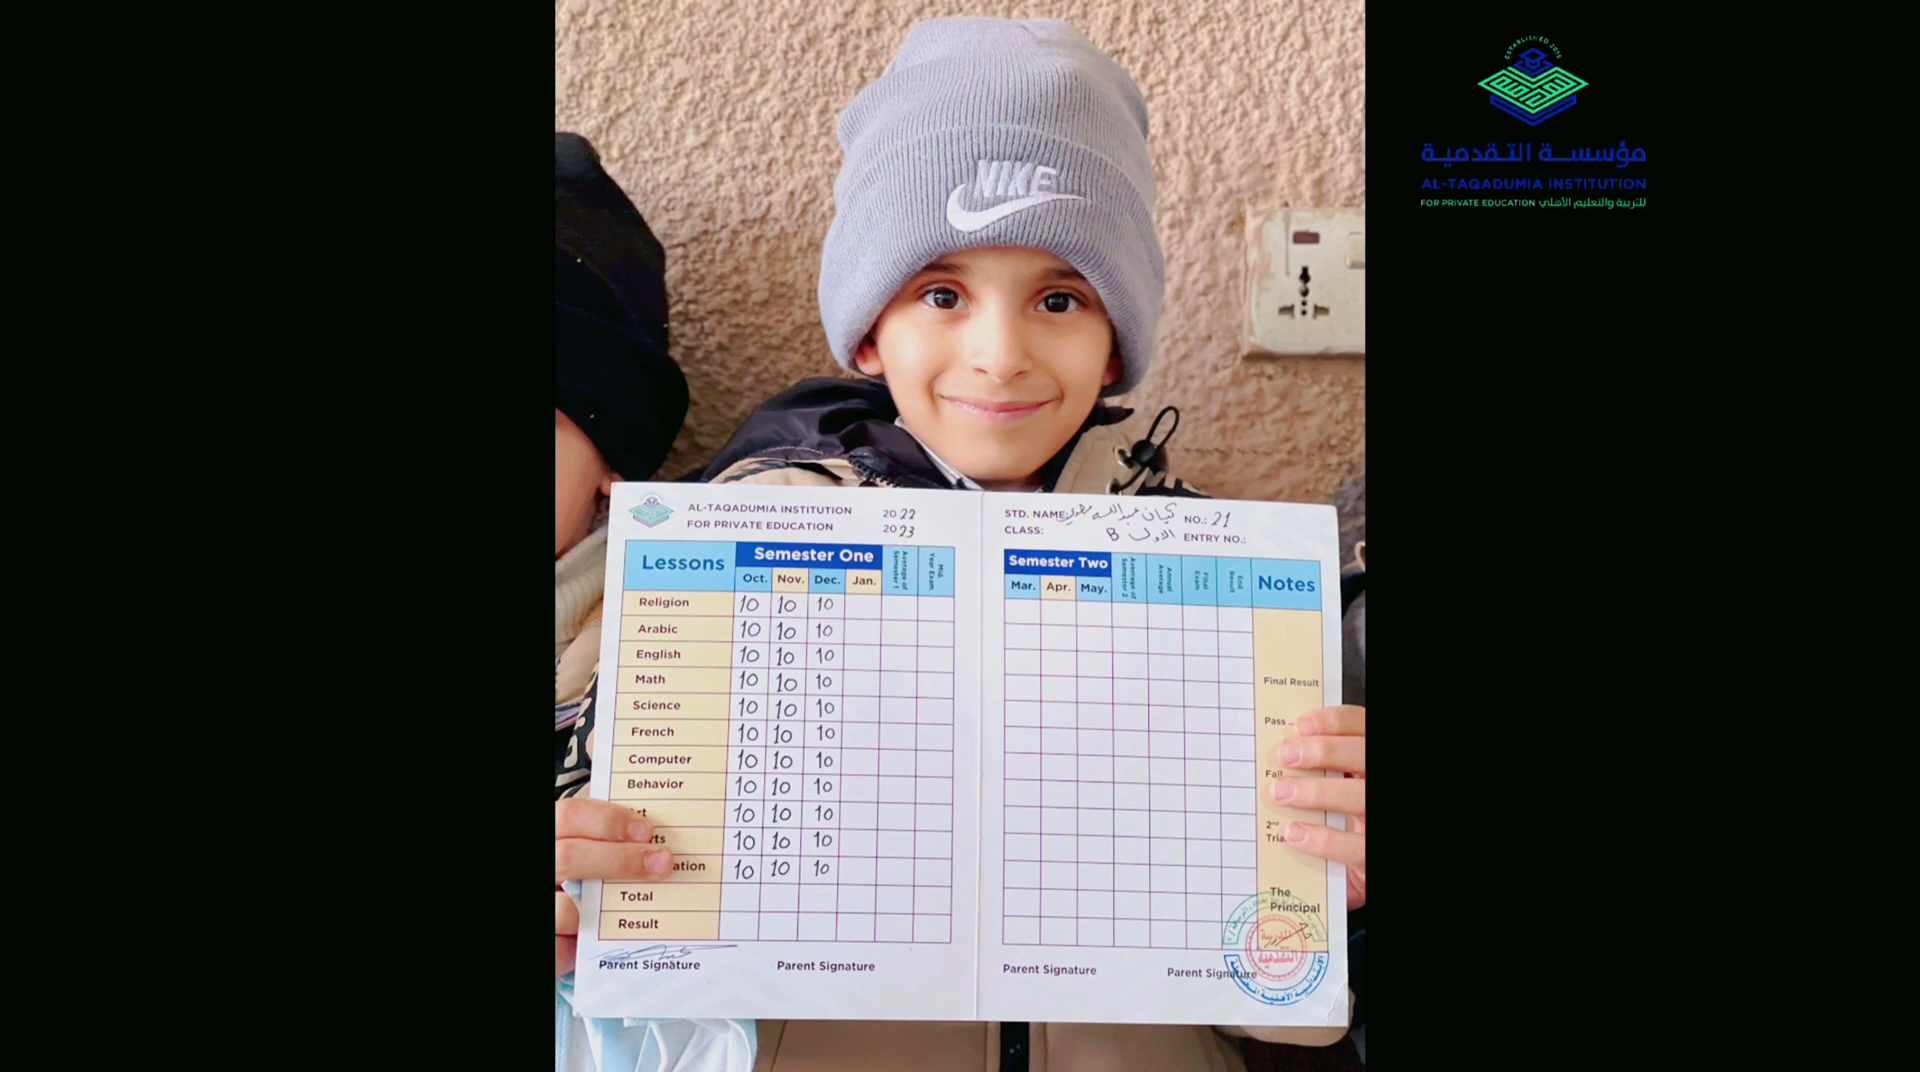 ESTABLISHED 2015
مؤسسة التقدمية
AL-TAQADUMIA INSTITUTION
FOR PRIVATE EDUCATION للتربية والتعليم الأهلي
NIKE
AL-TAQADUMIA INSTITUTION 2022
FOR PRIVATE EDUCATION 2023
Lessons Semester One Average of Semester 1 Mid. Year Exam
Oct. Nov. Dec. Jan.
Religion 10 10 10
Arabic 10 10 10
English 10 10 10
Math 10 10 10
Science 10 10 10
French 10 10 10
Computer 10 10 10
Behavior 10 10 10
10 10 10
10 10 10
10 10 10
Total
Result
Parent Signature Parent Signature
STD. NAME: عبدالله NO.: 21
CLASS: الاول B ENTRY NO.:
Semester Two Average of Semester 2 Annual Average Final Exam End Result Notes
Mar. Apr. May.
Final Result
Pass ..
Fail
2nd
The
Principal
Parent Signature Parent Signature